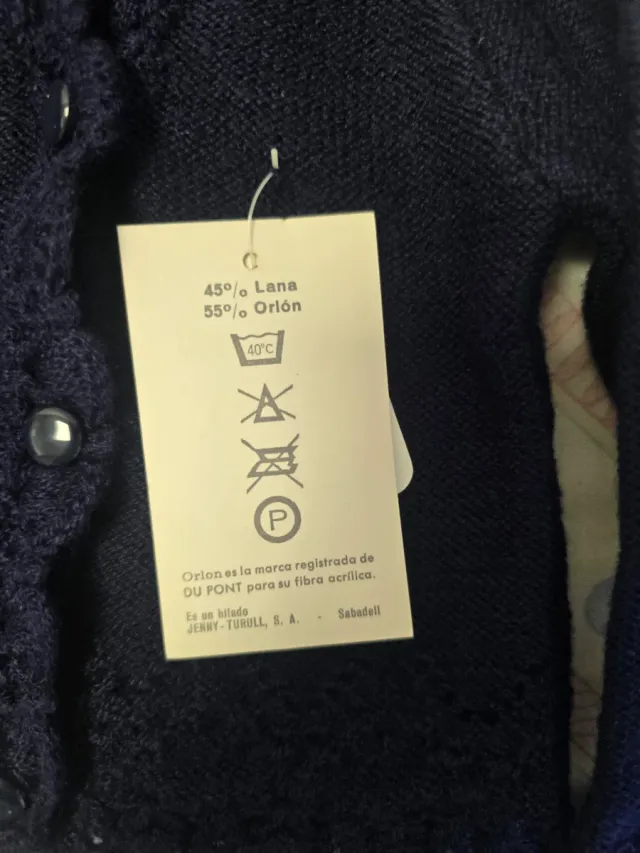 45% Lana
55% Orlón
40°C
P
Orlon es la marca registrada de
DU PONT para su fibra acrílica.
Es un hilado
JENNY-TURULL, S. A. - Sabadell